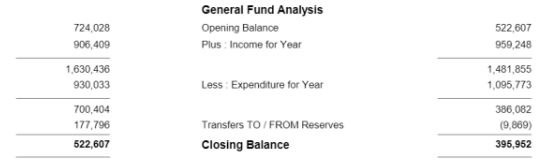 General Fund Analysis
724,028 Opening Balance 522,607
906,409 Plus : Income for Year 959,248
1,630,436 1,481,855
930,033 Less : Expenditure for Year 1,095,773
700,404 386,082
177,796 Transfers TO / FROM Reserves (9,869)
522,607 Closing Balance 395,952